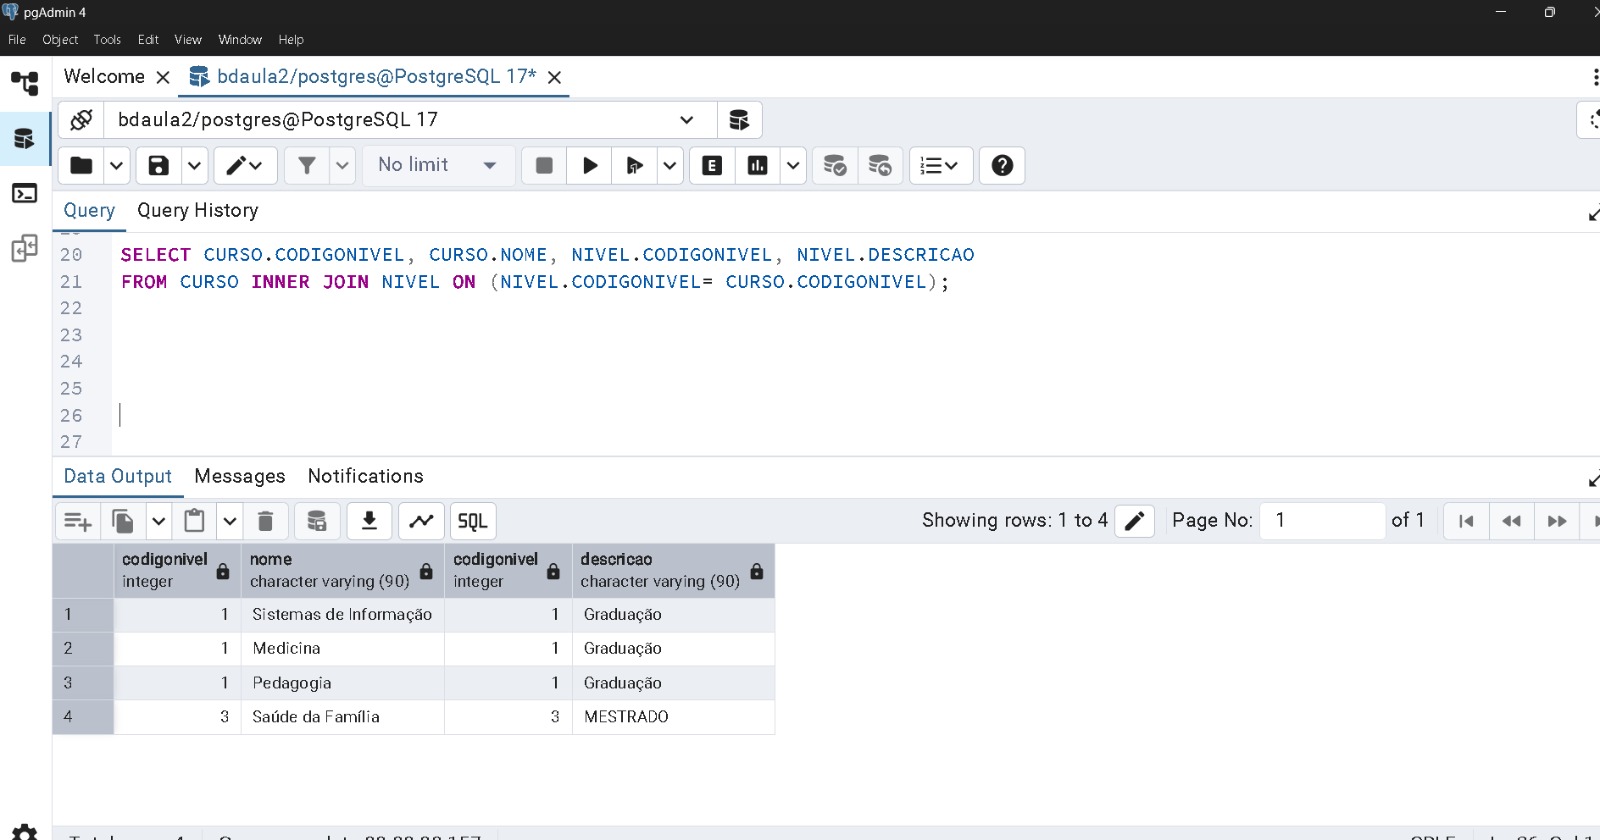 pgAdmin 4
File Object Tools Edit View Window Help
Welcome bdaula2/postgres@PostgreSQL 17*
bdaula2/postgres@PostgreSQL 17
No limit
E
Query Query History
20 SELECT CURSO.CODIGONIVEL, CURSO.NOME, NIVEL.CODIGONIVEL, NIVEL.DESCRICAO
21 FROM CURSO INNER JOIN NIVEL ON (NIVEL.CODIGONIVEL= CURSO.CODIGONIVEL);
22
23
24
25
26
27
Data Output Messages Notifications
SQL Showing rows: 1 to 4 Page No: 1 of 1
codigonivel nome codigonivel descricao
integer character varying (90) integer character varying (90)
1 1 Sistemas de Informação 1 Graduação
2 1 Medicina 1 Graduação
3 1 Pedagogia 1 Graduação
4 3 Saúde da Família 3 MESTRADO